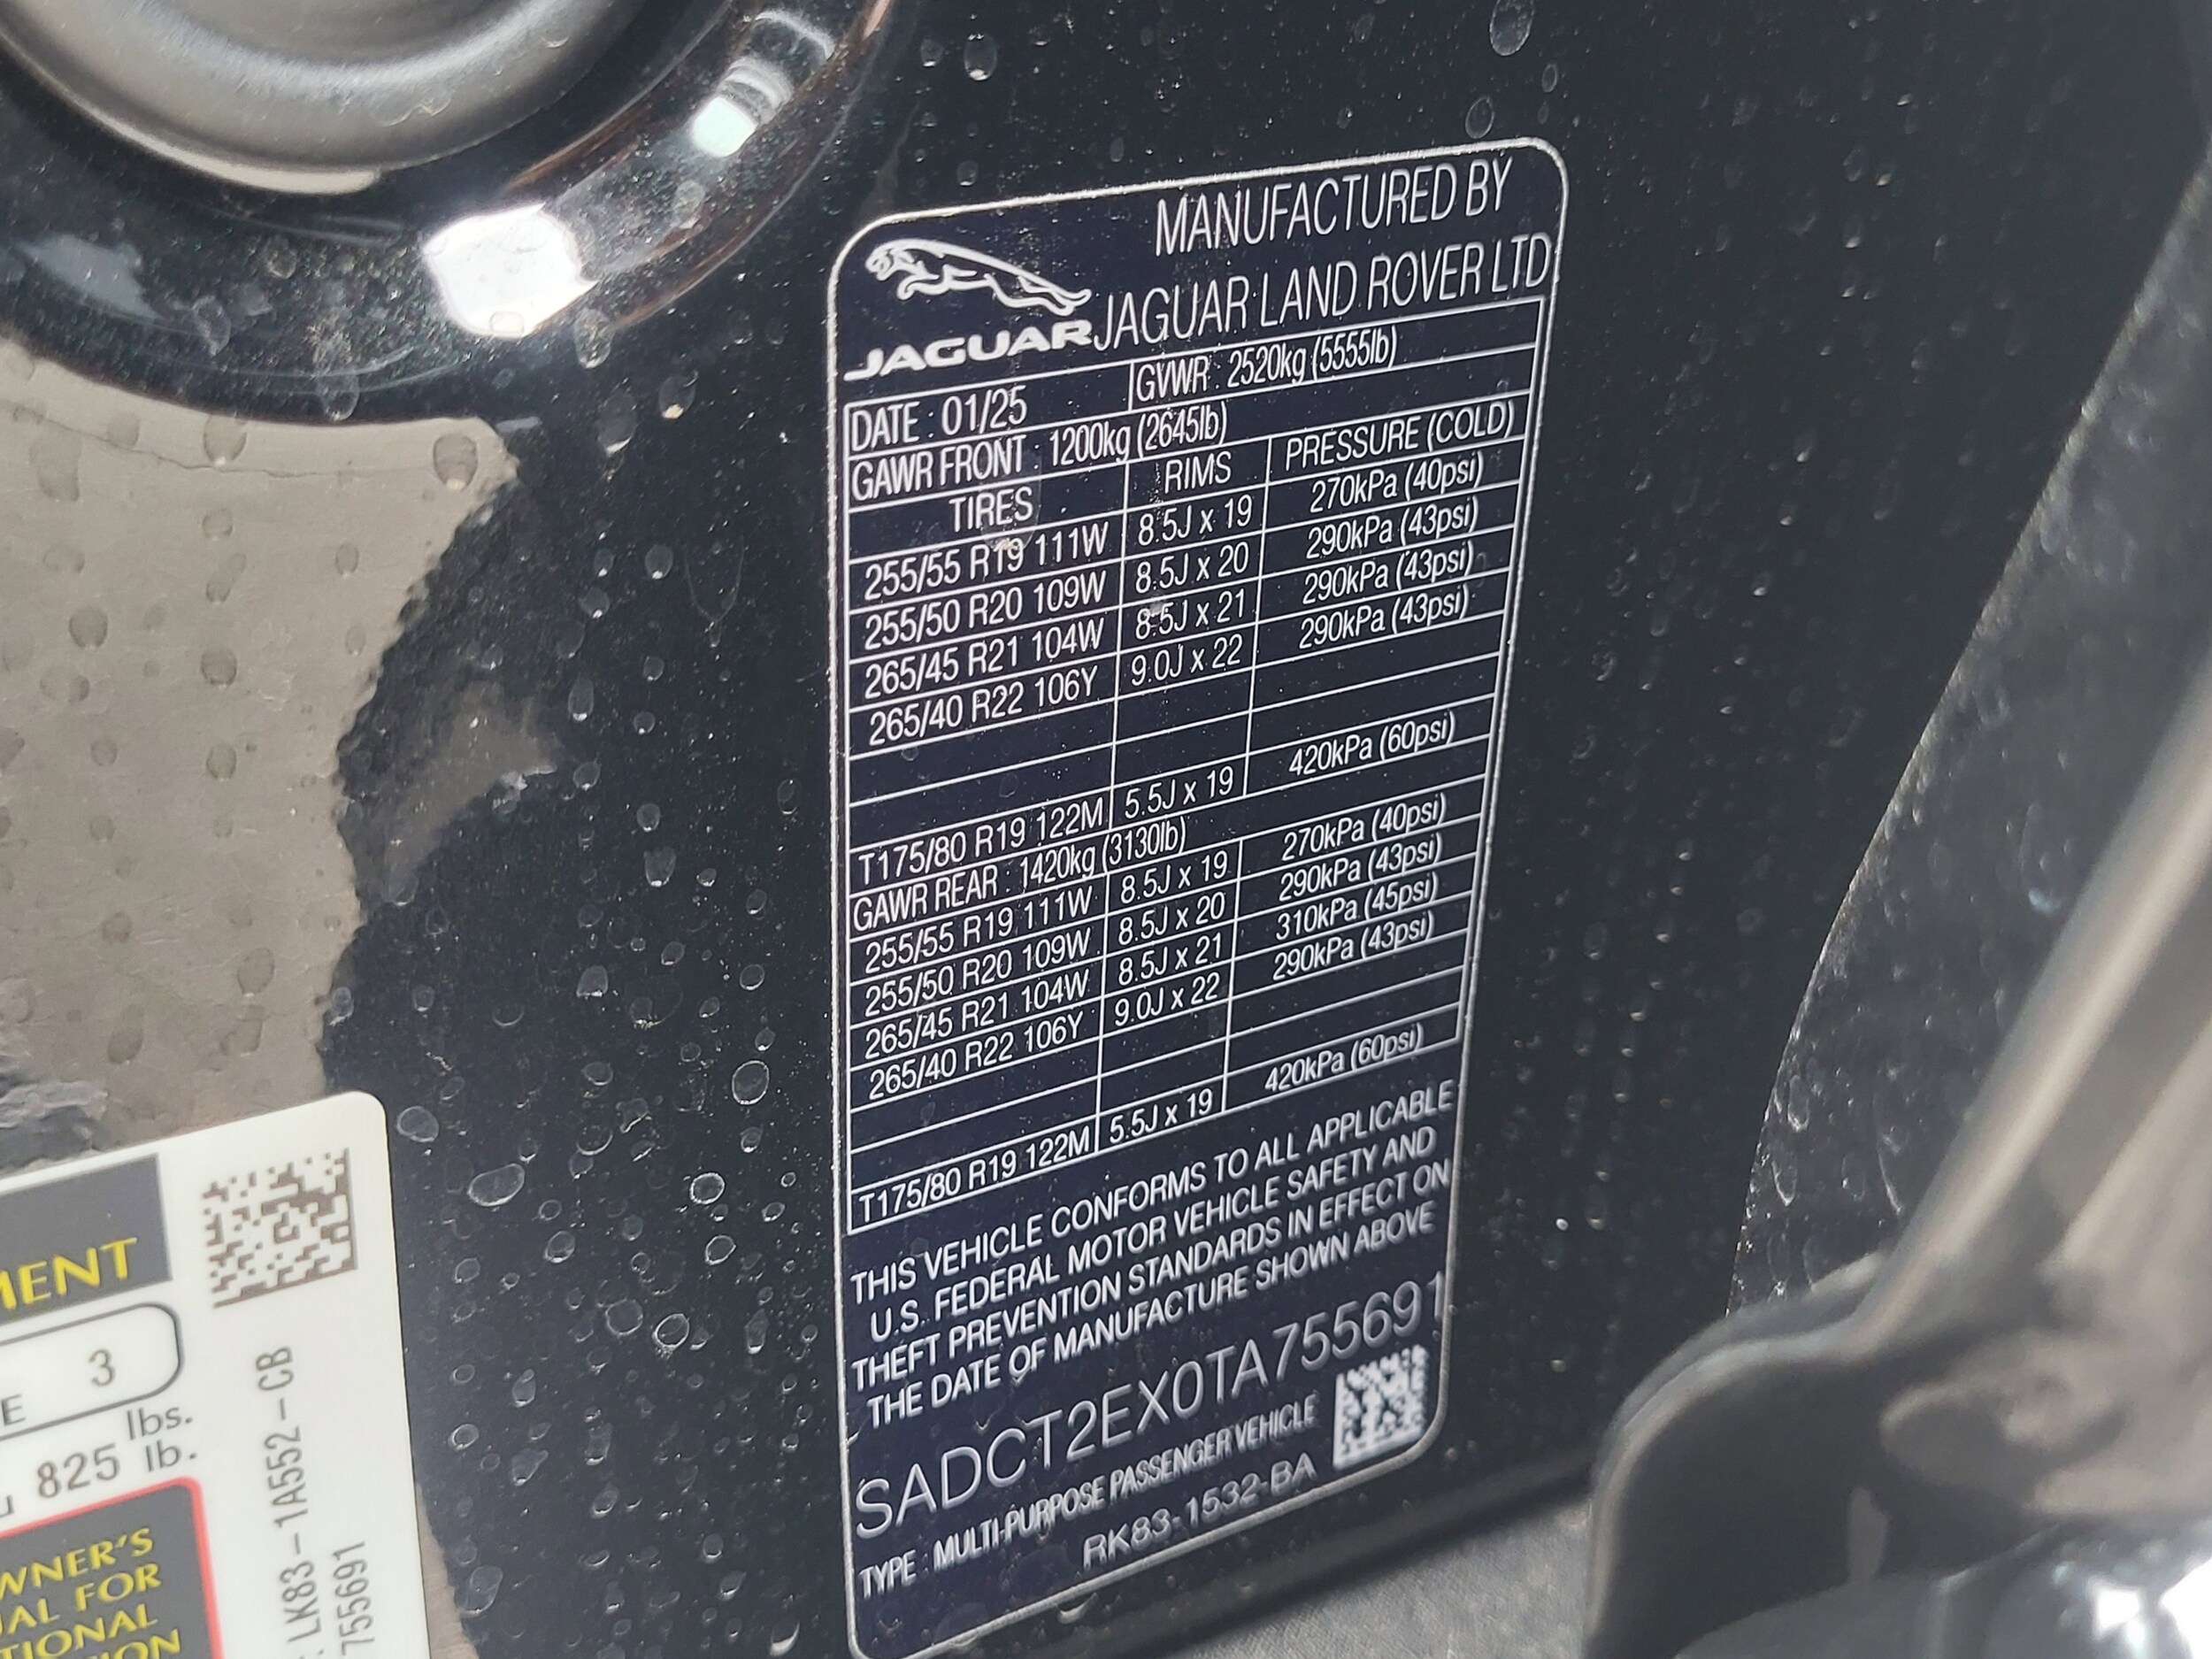 MANUFACTURED BY
JAGUAR JAGUAR LAND ROVER LTD
DATE : 01/25 GVWR : 2520kg (5555lb)
GAWR FRONT : 1200kg (2645lb)
TIRES RIMS PRESSURE (COLD)
255/55 R19 111W 8.5J x 19 270kPa (40psi)
255/50 R20 109W 8.5J x 20 290kPa (43psi)
265/45 R21 104W 8.5J x 21 290kPa (43psi)
265/40 R22 106Y 9.0J x 22 290kPa (43psi)
T175/80 R19 122M 5.5J x 19 420kPa (60psi)
GAWR REAR : 1420kg (3130lb)
255/55 R19 111W 8.5J x 19 270kPa (40psi)
255/50 R20 109W 8.5J x 20 290kPa (43psi)
265/45 R21 104W 8.5J x 21 310kPa (45psi)
265/40 R22 106Y 9.0J x 22 290kPa (43psi)
T175/80 R19 122M 5.5J x 19 420kPa (60psi)
THIS VEHICLE CONFORMS TO ALL APPLICABLE
U.S. FEDERAL MOTOR VEHICLE SAFETY AND
THEFT PREVENTION STANDARDS IN EFFECT ON
THE DATE OF MANUFACTURE SHOWN ABOVE
SADCT2EX0TA755691
TYPE : MULTI-PURPOSE PASSENGER VEHICLE
RK83-1532-BA
MENT
E 3
lbs.
825 lb.
WNER'S
AL FOR
TIONAL
ION
LK83-1A552-CB
755691